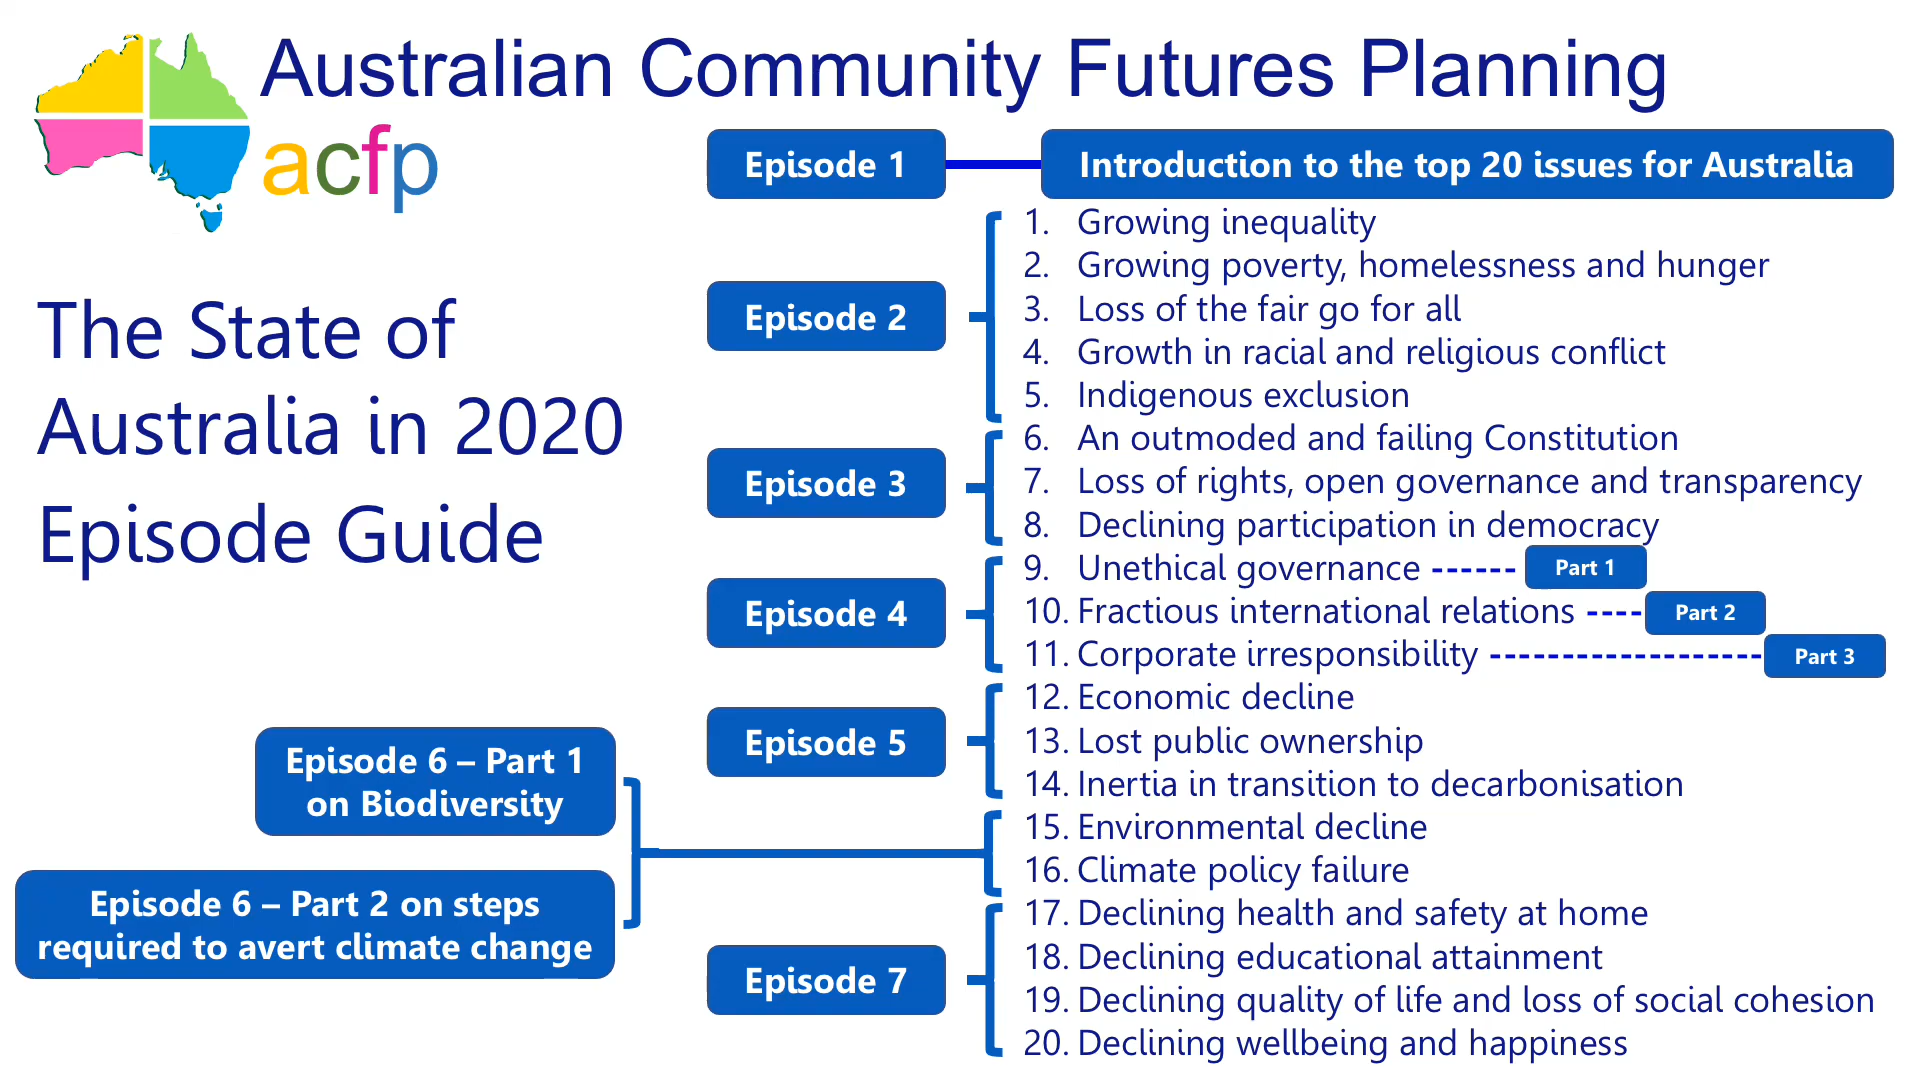 Australian Community Futures Planning
acfp
The State of
Australia in 2020
Episode Guide
Episode 1
Introduction to the top 20 issues for Australia
Episode 2
1. Growing inequality
2. Growing poverty, homelessness and hunger
3. Loss of the fair go for all
4. Growth in racial and religious conflict
5. Indigenous exclusion
Episode 3
6. An outmoded and failing Constitution
7. Loss of rights, open governance and transparency
8. Declining participation in democracy
Episode 4
9. Unethical governance ------ Part 1
10. Fractious international relations ---- Part 2
11. Corporate irresponsibility ------------------- Part 3
Episode 5
12. Economic decline
13. Lost public ownership
14. Inertia in transition to decarbonisation
Episode 6 – Part 1
on Biodiversity
Episode 6 – Part 2 on steps
required to avert climate change
15. Environmental decline
16. Climate policy failure
Episode 7
17. Declining health and safety at home
18. Declining educational attainment
19. Declining quality of life and loss of social cohesion
20. Declining wellbeing and happiness